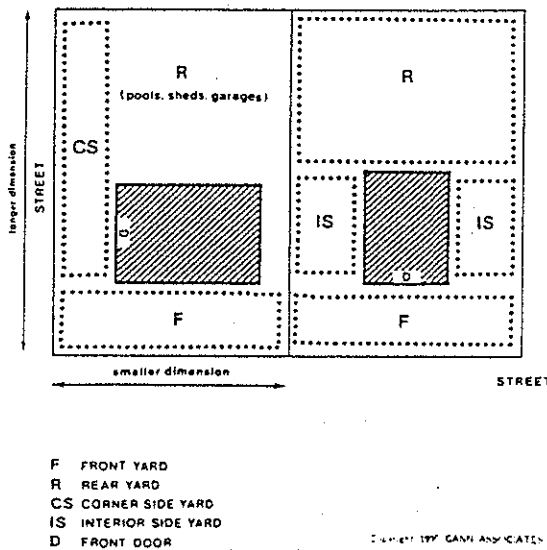 R
(pools, sheds, garages)
R
CS
longer dimension
STREET
IS
IS
D
D
F
F
smaller dimension
STREET
F FRONT YARD
R REAR YARD
CS CORNER SIDE YARD
IS INTERIOR SIDE YARD
D FRONT DOOR